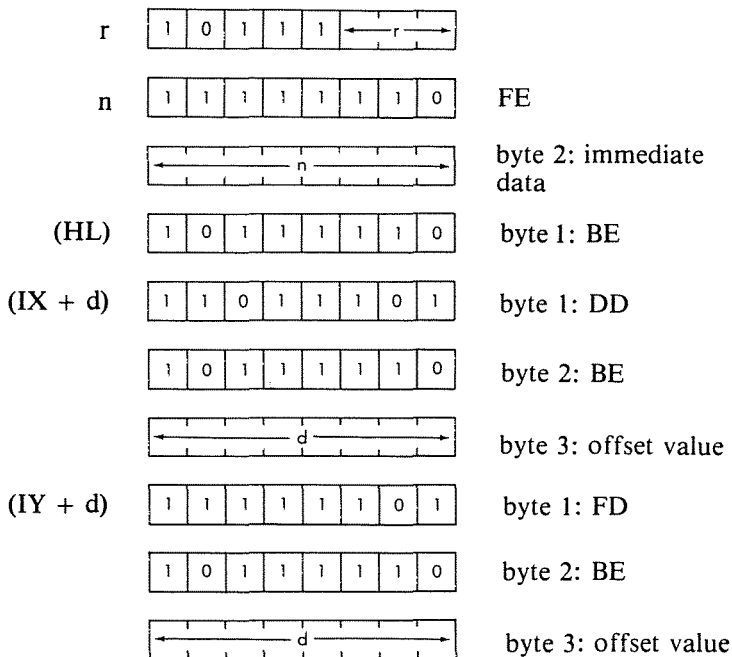 r 1 0 1 1 1 r
n 1 1 1 1 1 1 1 0 FE
n byte 2: immediate
data
(HL) 1 0 1 1 1 1 1 0 byte 1: BE
(IX + d) 1 1 0 1 1 1 0 1 byte 1: DD
1 0 1 1 1 1 1 0 byte 2: BE
d byte 3: offset value
(IY + d) 1 1 1 1 1 1 0 1 byte 1: FD
1 0 1 1 1 1 1 0 byte 2: BE
d byte 3: offset value